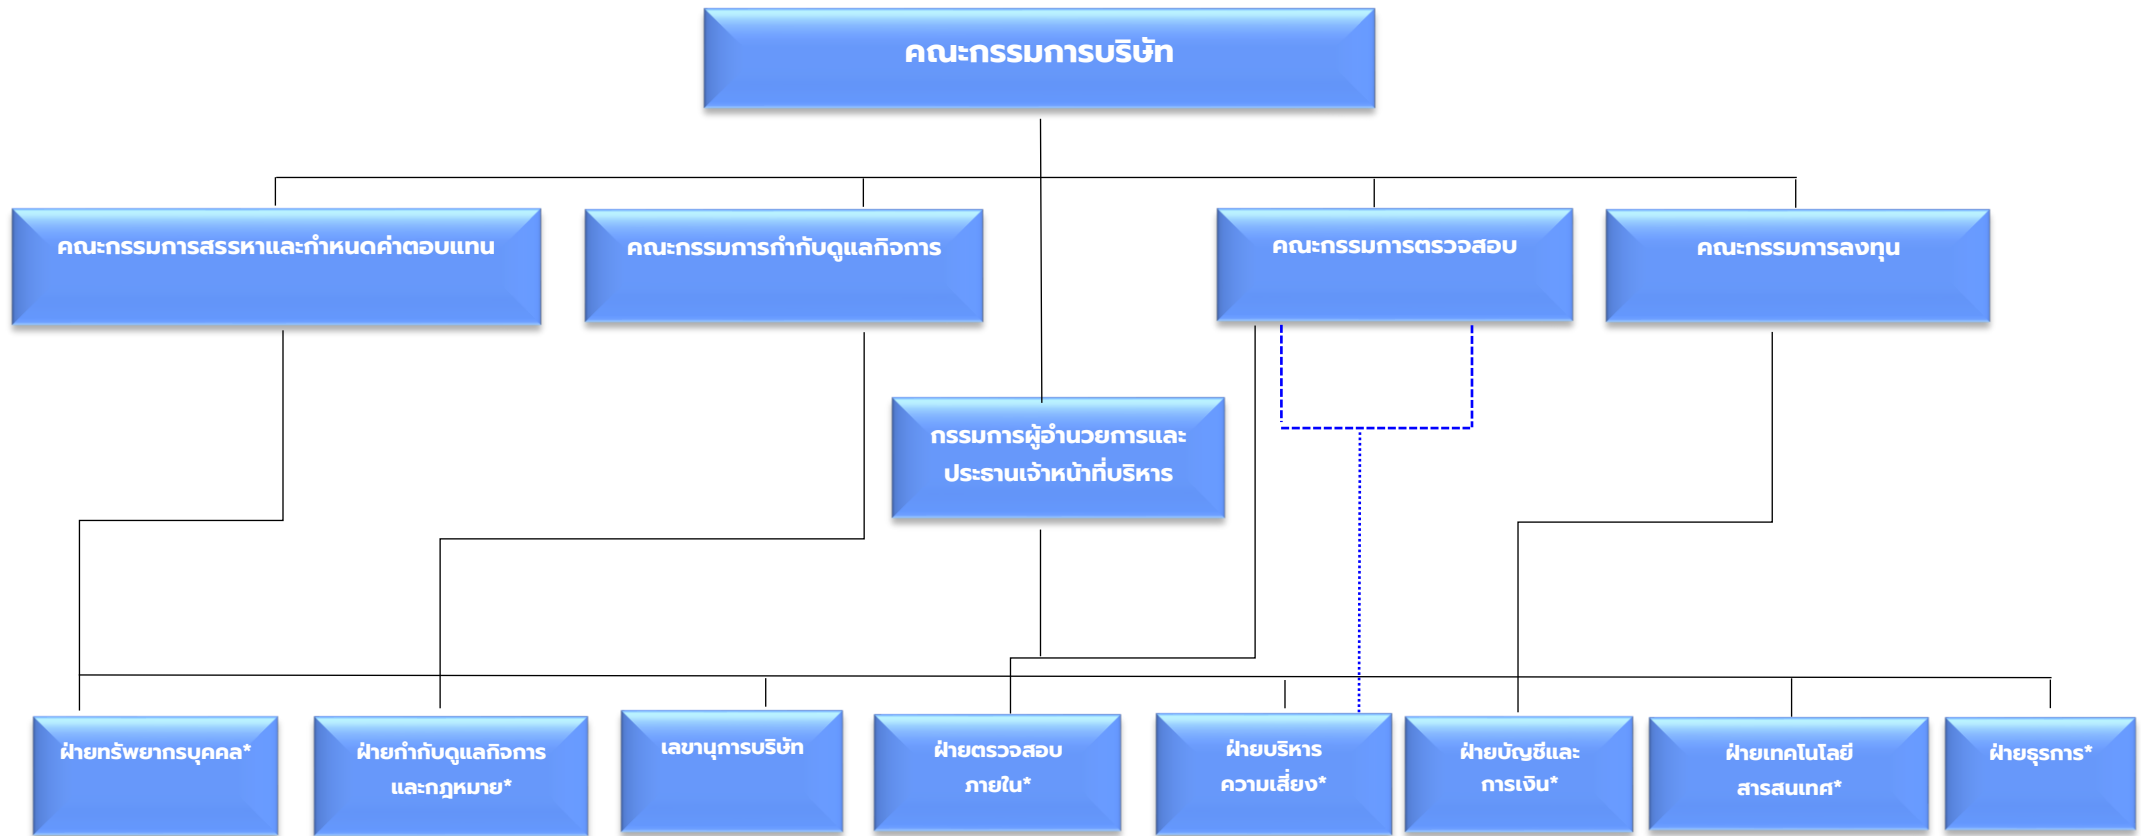 คณะกรรมการบริษัท
คณะกรรมการสรรหาและกำหนดค่าตอบแทน
คณะกรรมการกำกับดูแลกิจการ
คณะกรรมการตรวจสอบ
คณะกรรมการลงทุน
กรรมการผู้อำนวยการและ
ประธานเจ้าหน้าที่บริหาร
ฝ่ายทรัพยากรบุคคล*
ฝ่ายกำกับดูแลกิจการ
และกฎหมาย*
เลขานุการบริษัท
ฝ่ายตรวจสอบ
ภายใน*
ฝ่ายบริหาร
ความเสี่ยง*
ฝ่ายบัญชีและ
การเงิน*
ฝ่ายเทคโนโลยี
สารสนเทศ*
ฝ่ายธุรการ*